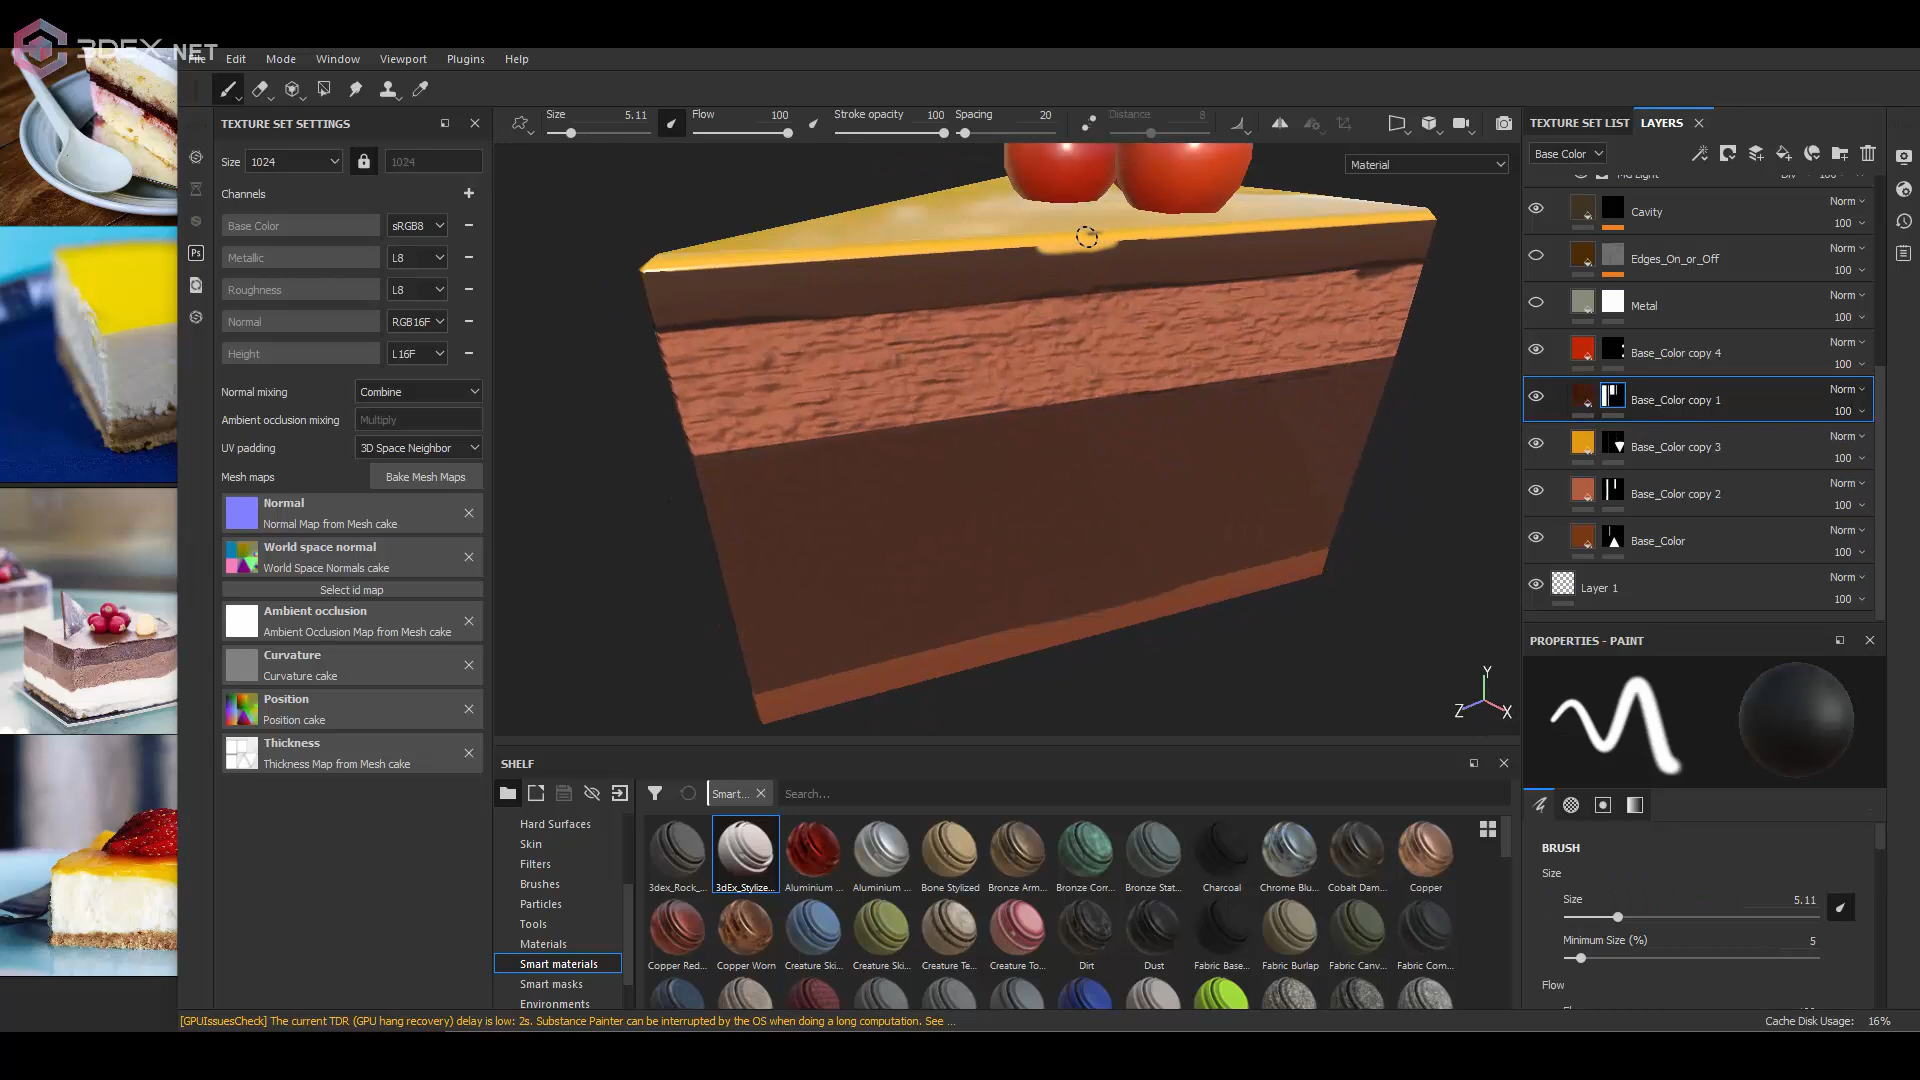 3DEX.NET
File Edit Mode Window Viewport Plugins Help
Size 5.11 Flow 100 Stroke opacity 100 Spacing 20 Distance 8
TEXTURE SET SETTINGS
Size 1024 1024
Channels
Base Color sRGB8
Metallic L8
Roughness L8
Normal RGB16F
Height L16F
Normal mixing Combine
Ambient occlusion mixing Multiply
UV padding 3D Space Neighbor
Mesh maps Bake Mesh Maps
Normal
Normal Map from Mesh cake
World space normal
World Space Normals cake
Select id map
Ambient occlusion
Ambient Occlusion Map from Mesh cake
Curvature
Curvature cake
Position
Position cake
Thickness
Thickness Map from Mesh cake
Ps
Material
Y
Z X
SHELF
Smart... Search...
Hard Surfaces
Skin
Filters
Brushes
Particles
Tools
Materials
Smart materials
Smart masks
Environments
3dex_Rock_... 3dEx_Stylize... Aluminium ... Aluminium ... Bone Stylized Bronze Arm... Bronze Corr... Bronze Stat... Charcoal Chrome Blu... Cobalt Dam... Copper
Copper Red... Copper Worn Creature Ski... Creature Ski... Creature Te... Creature To... Dirt Dust Fabric Base... Fabric Burlap Fabric Canv... Fabric Com...
TEXTURE SET LIST LAYERS
Base Color
Cavity Norm
100
Edges_On_or_Off Norm
100
Metal Norm
100
Base_Color copy 4 Norm
100
Base_Color copy 1 Norm
100
Base_Color copy 3 Norm
100
Base_Color copy 2 Norm
100
Base_Color Norm
100
Layer 1 Norm
100
PROPERTIES - PAINT
BRUSH
Size
Size 5.11
Minimum Size (%) 5
Flow
[GPUIssuesCheck] The current TDR (GPU hang recovery) delay is low: 2s. Substance Painter can be interrupted by the OS when doing a long computation. See ...
Cache Disk Usage: 16%